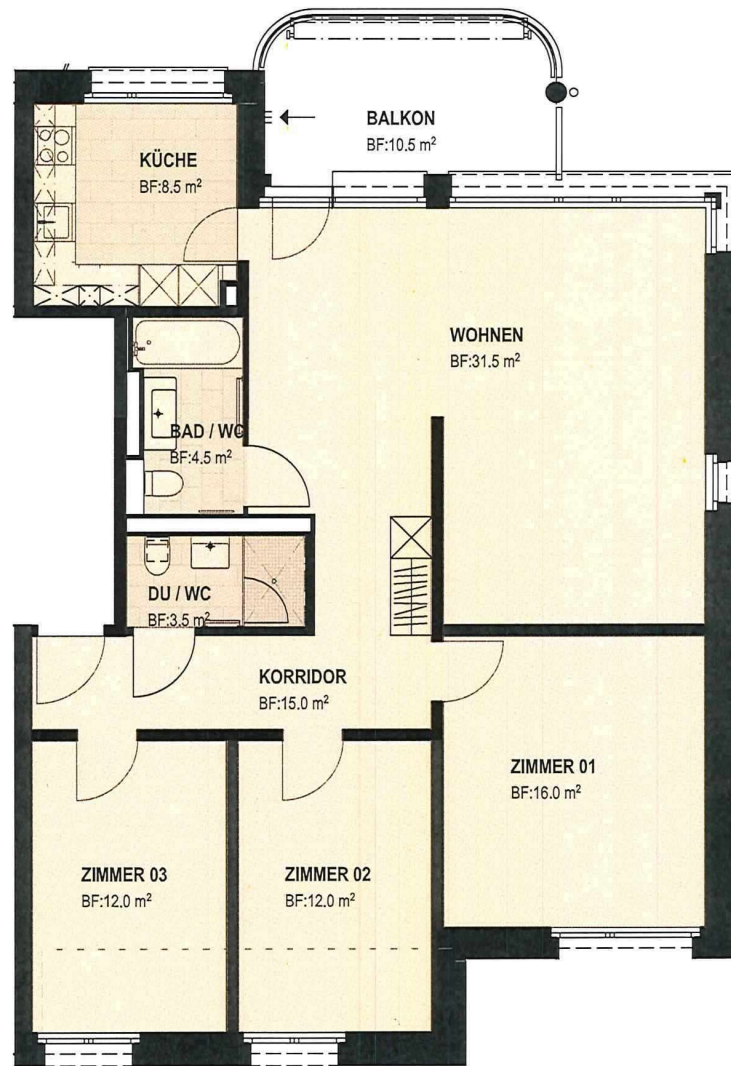 BALKON
BF:10.5 m²
KÜCHE
BF:8.5 m²
WOHNEN
BF:31.5 m²
BAD / WC
BF:4.5 m²
DU / WC
BF:3.5 m²
KORRIDOR
BF:15.0 m²
ZIMMER 01
BF:16.0 m²
ZIMMER 03
BF:12.0 m²
ZIMMER 02
BF:12.0 m²